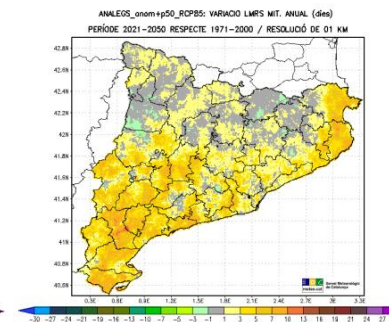 ANALEGS_anom+p50_RCP85: VARIACIO LMRS MIT. ANUAL (dies)
PERÍODE 2021-2050 RESPECTE 1971-2000 / RESOLUCIÓ DE 01 KM
42.8N
42.6N
42.4N
42.2N
42N
41.8N
41.6N
41.4N
41.2N
41N
40.8N
40.6N
Servei Meteorològic
de Catalunya
meteo.cat
0.3E 0.6E 0.9E 1.2E 1.5E 1.8E 2.1E 2.4E 2.7E 3E 3.3E
-30 -27 -24 -21 -19 -16 -13 -10 -7 -5 -3 -1 1 3 5 7 10 13 16 19 21 24 27